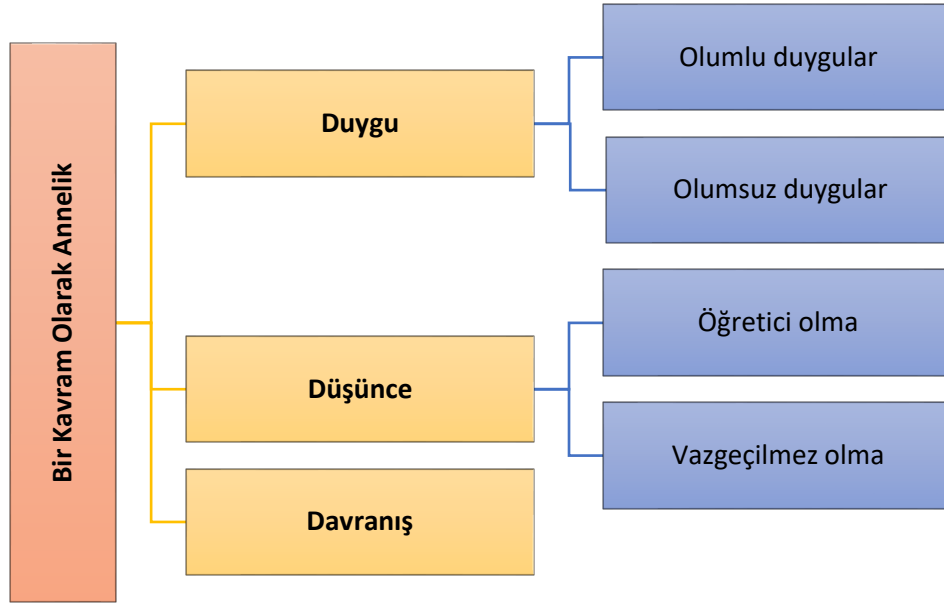 Bir Kavram Olarak Annelik
Duygu
Olumlu duygular
Olumsuz duygular
Düşünce
Öğretici olma
Vazgeçilmez olma
Davranış